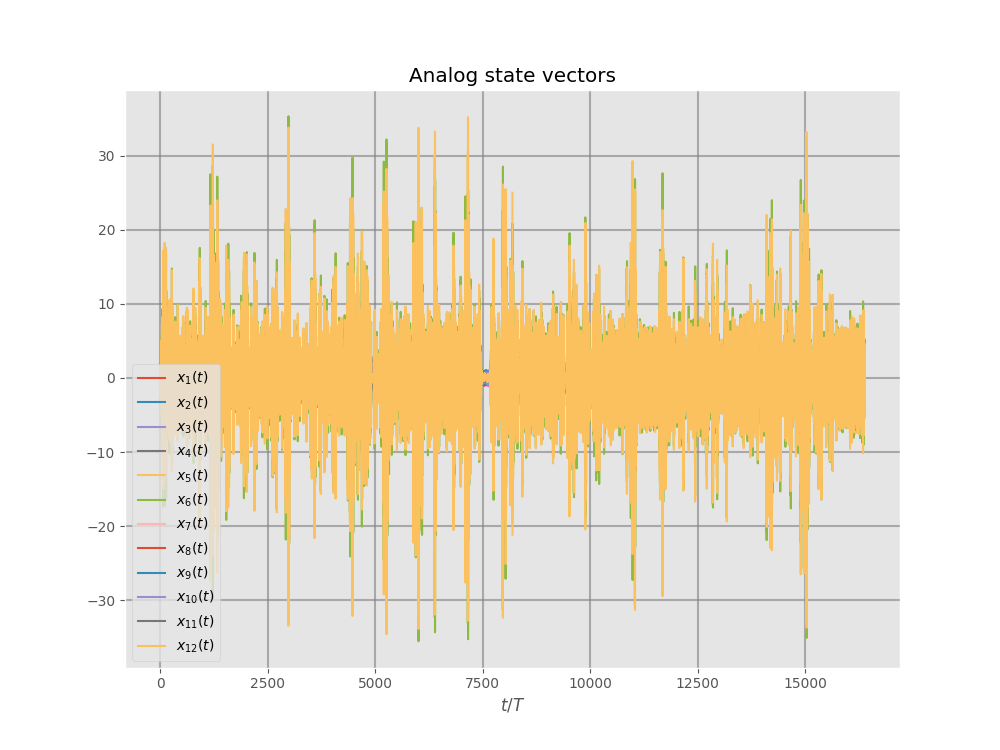 Analog state vectors
30
20
10
0
−10
−20
−30
x₁(t)
x₂(t)
x₃(t)
x₄(t)
x₅(t)
x₆(t)
x₇(t)
x₈(t)
x₉(t)
x₁₀(t)
x₁₁(t)
x₁₂(t)
0 2500 5000 7500 10000 12500 15000
t/T